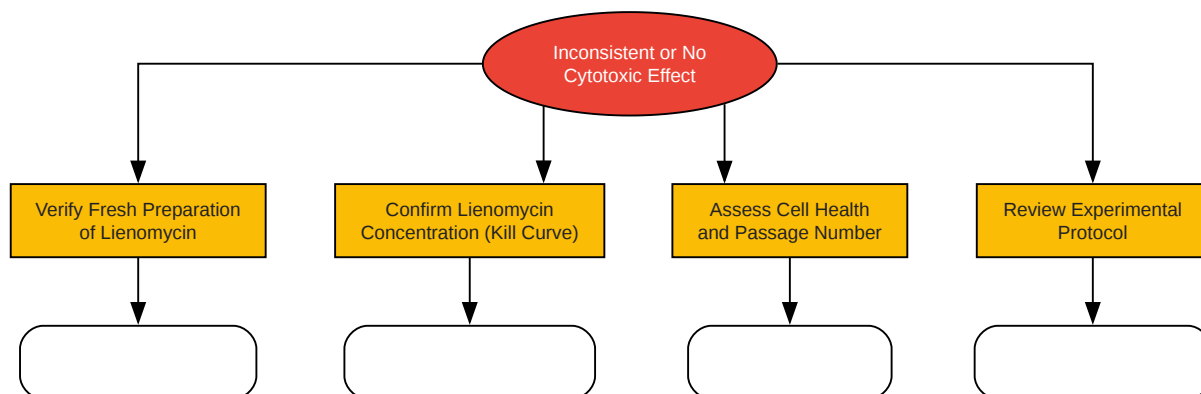 Inconsistent or No
Cytotoxic Effect
Verify Fresh Preparation
of Lienomycin
Confirm Lienomycin
Concentration (Kill Curve)
Assess Cell Health
and Passage Number
Review Experimental
Protocol